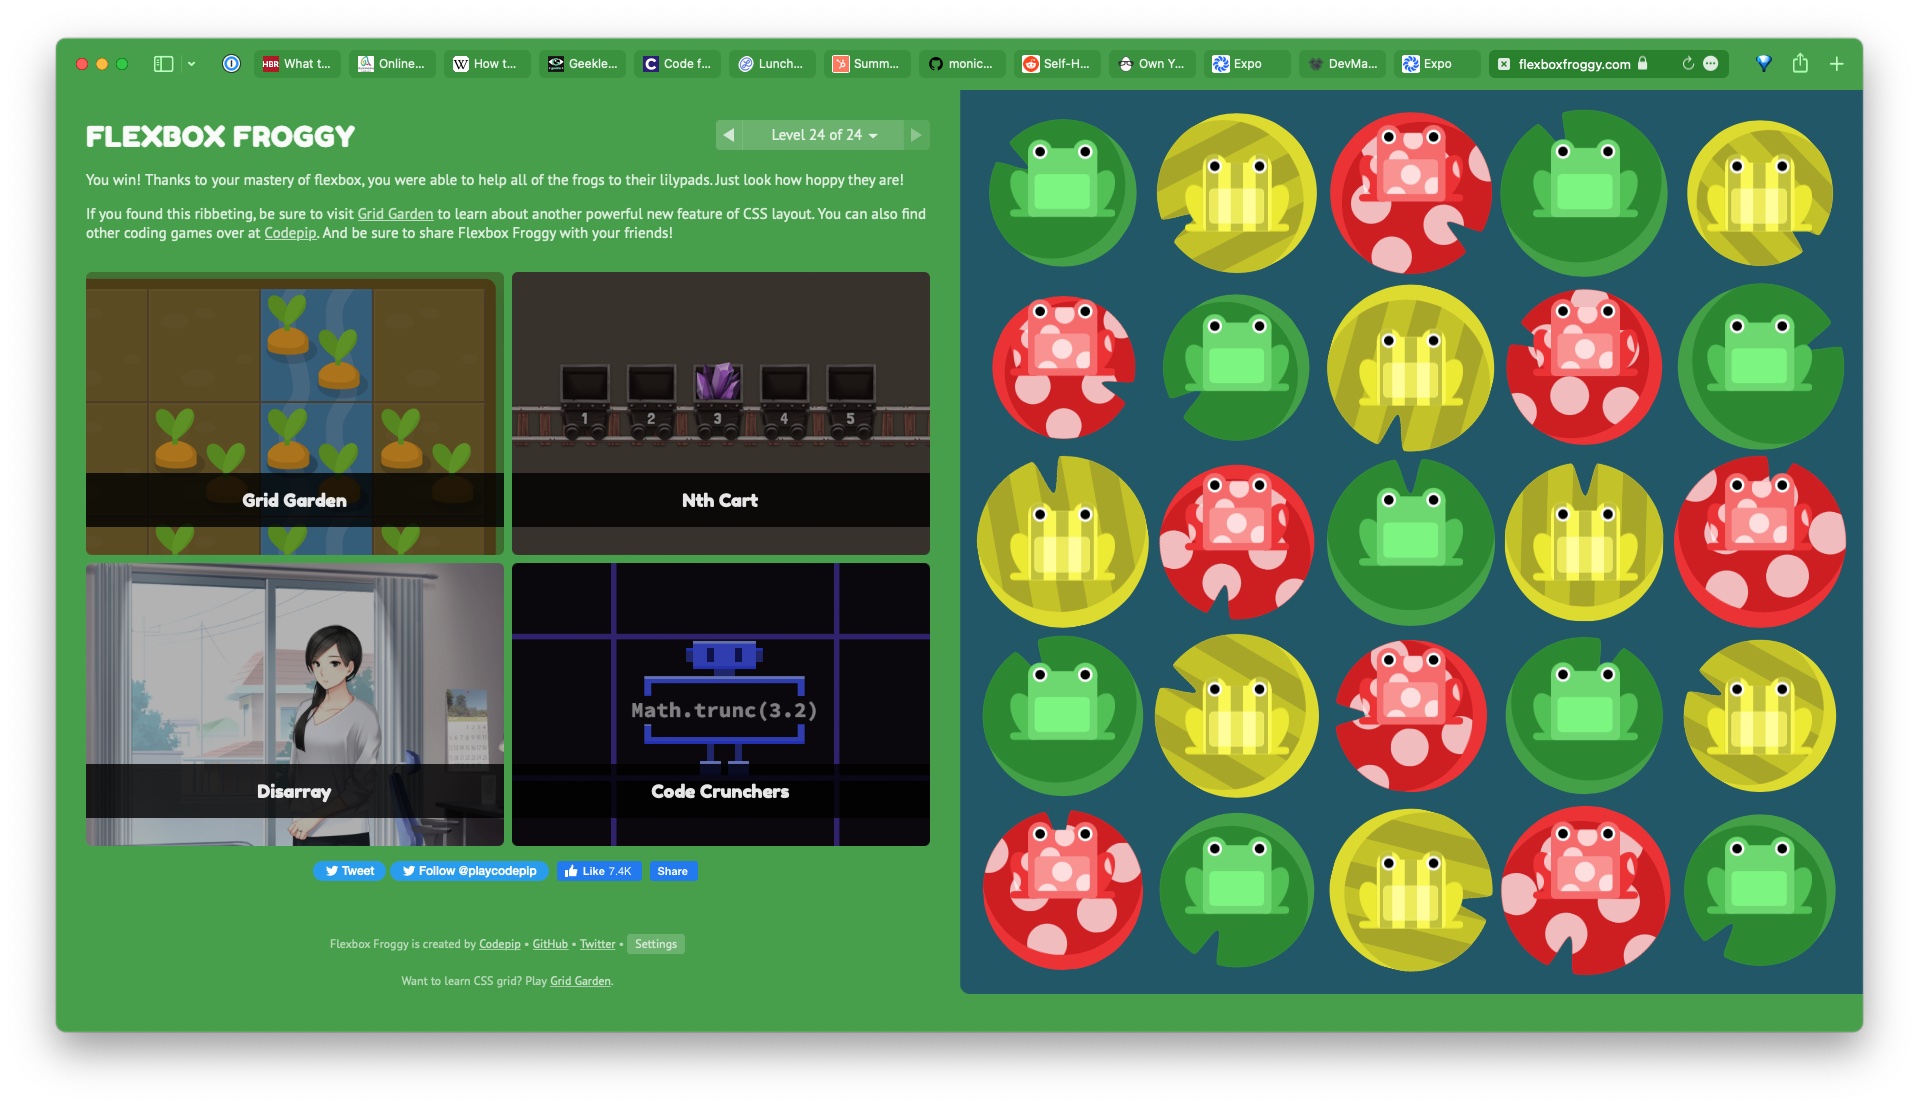 HBR What t...
Online...
W How t...
Geekle...
C Code f...
Lunch...
Summ...
monic...
Self-H...
Own Y...
Expo
DevMa...
Expo
flexboxfroggy.com
FLEXBOX FROGGY
Level 24 of 24
You win! Thanks to your mastery of flexbox, you were able to help all of the frogs to their lilypads. Just look how hoppy they are!
If you found this ribbeting, be sure to visit Grid Garden to learn about another powerful new feature of CSS layout. You can also find
other coding games over at Codepip. And be sure to share Flexbox Froggy with your friends!
Grid Garden
1 2 3 4 5
Nth Cart
Disarray
Math.trunc(3.2)
Code Crunchers
Tweet
Follow @playcodepip
Like 7.4K
Share
Flexbox Froggy is created by Codepip • GitHub • Twitter • Settings
Want to learn CSS grid? Play Grid Garden.